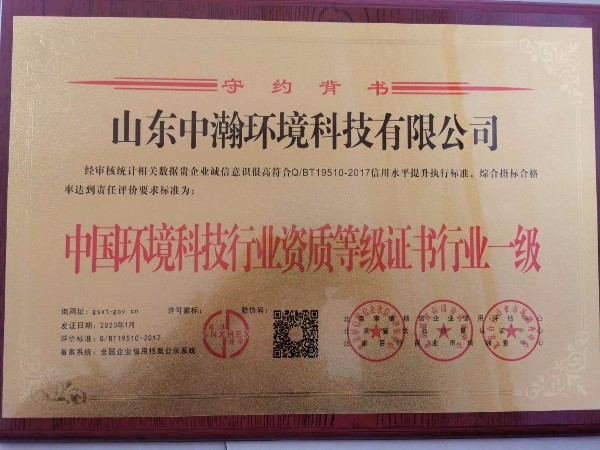 守约背书
山东中瀚环境科技有限公司
经审核统计相关数据贵企业诚信意识很高符合Q/BT19510-2017信用水平提升执行标准。综合指标合格
率达到责任评价要求标准为:
中国环境科技行业资质等级证书行业一级
询网址: gsxt-gov.cn 许可徽标: 勘协架:
发证日期: 2020年1月
评价标准: Q/BT19510-2017
备案系统: 全国企业信用档案公示系统
SNXHEX